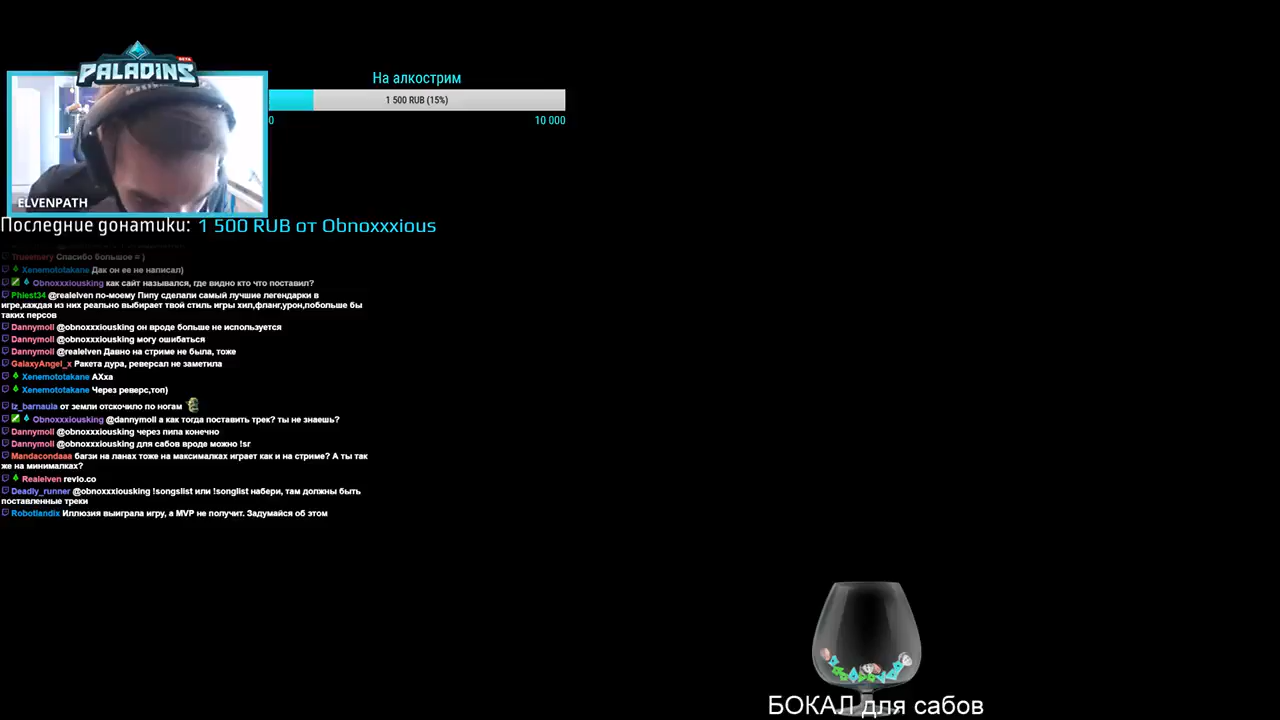 PALADINS
BETA
На алкострим
1 500 RUB (15%)
0
10 000
ELVENPATH
Последние донатики: 1 500 RUB от Obnoxxxious
Truemary Спасибо большое = )
Xenemototakane Дак он ее не написал)
Obnoxxxiousking как сайт назывался, где видно кто что поставил?
Phiest34 @realelven по-моему Пипу сделали самый лучшие легендарки в
игре,каждая из них реально выбирает твой стиль игры хил,фланг,урон,побольше бы
таких персов
Dannymoll @obnoxxxiousking он вроде больше не используется
Dannymoll @obnoxxxiousking могу ошибаться
Dannymoll @realelven Давно на стриме не была, тоже
GalaxyAngel_x Ракета дура, реверсал не заметила
Xenemototakane АХха
Xenemototakane Через реверс,топ)
Iz_barnaula от земли отскочило по ногам
Obnoxxxiousking @dannymoll а как тогда поставить трек? ты не знаешь?
Dannymoll @obnoxxxiousking через пипа конечно
Dannymoll @obnoxxxiousking для сабов вроде можно !sr
Mandacondaaa багзи на ланах тоже на максималках играет как и на стриме? А ты так
же на минималках?
Realelven revlo.co
Deadly_runner @obnoxxxiousking !songslist или !songlist набери, там должны быть
поставленные треки
Robotlandix Иллюзия выиграла игру, а MVP не получит. Задумайся об этом
БОКАЛ для сабов